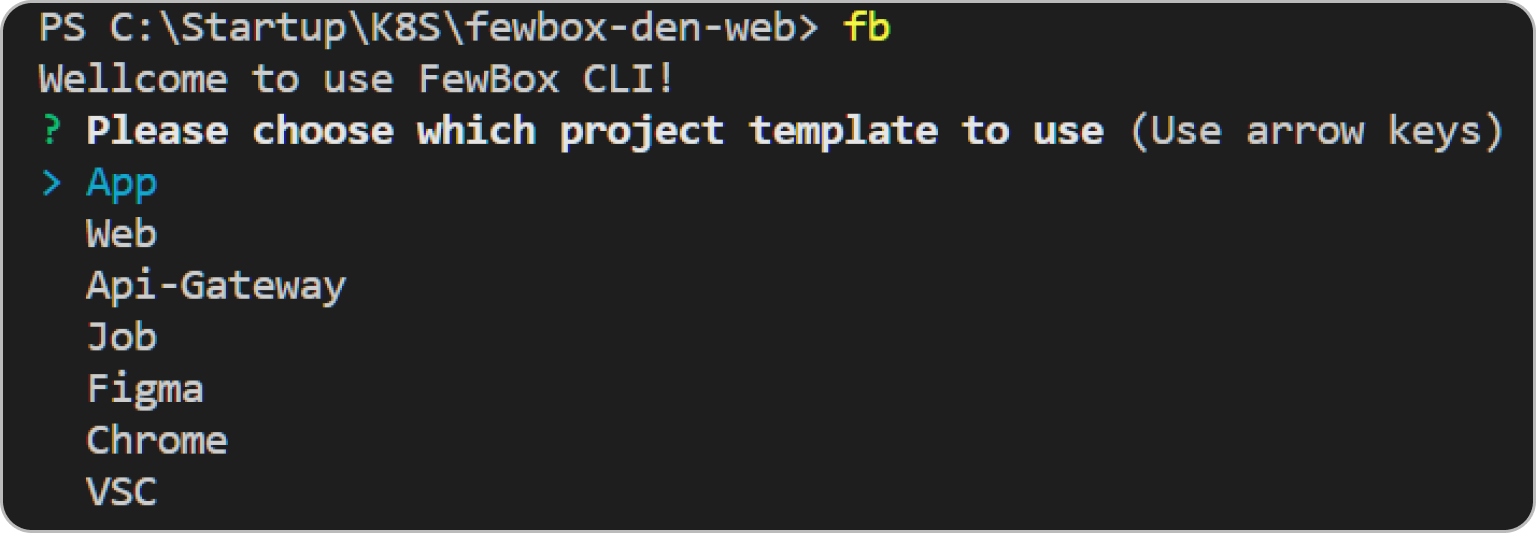 PS C:\Startup\K8S\fewbox-den-web> fb
Wellcome to use FewBox CLI!
? Please choose which project template to use (Use arrow keys)
> App
Web
Api-Gateway
Job
Figma
Chrome
VSC